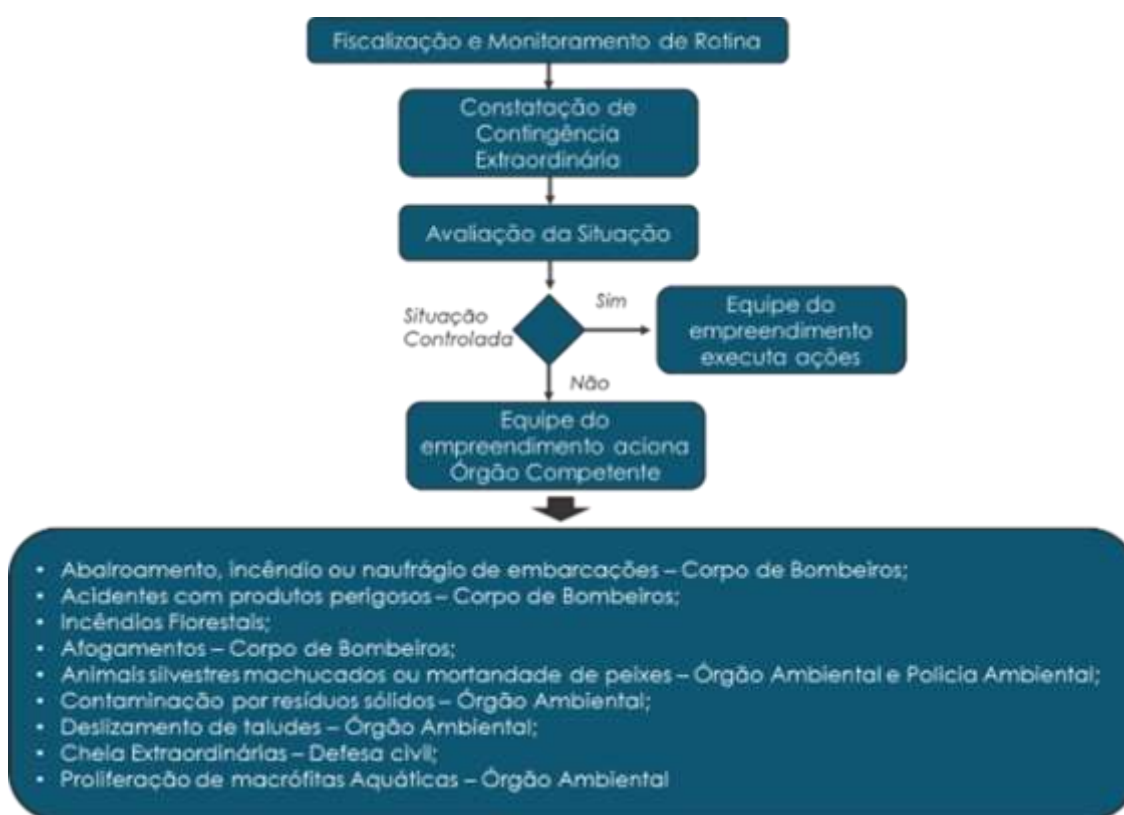 Fiscalização e Monitoramento de Rotina
Constatação de
Contingência
Extraordinária
Avaliação da Situação
Situação
Controlada
Sim
Equipe do
empreendimento
executa ações
Não
Equipe do
empreendimento aciona
Órgão Competente
• Abalroamento, incêndio ou naufrágio de embarcações – Corpo de Bombeiros;
• Acidentes com produtos perigosos – Corpo de Bombeiros;
• Incêndios Florestais;
• Afogamentos – Corpo de Bombeiros;
• Animais silvestres machucados ou mortandade de peixes – Órgão Ambiental e Policia Ambiental;
• Contaminação por resíduos sólidos – Órgão Ambiental;
• Deslizamento de taludes – Órgão Ambiental;
• Cheia Extraordinárias – Defesa civil;
• Proliferação de macrófitas Aquáticas – Órgão Ambiental